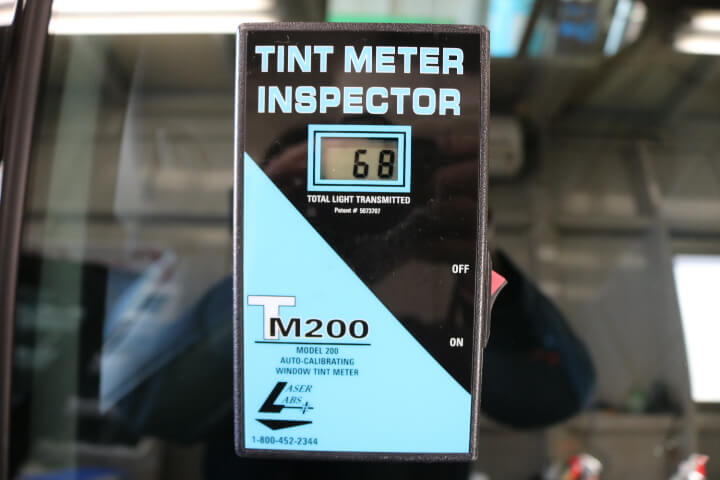 TINT METER
INSPECTOR
68
TOTAL LIGHT TRANSMITTED
Patent # 5673707
OFF
ON
TM200
MODEL 200
AUTO-CALIBRATING
WINDOW TINT METER
LASER
LABS
1-800-452-2344